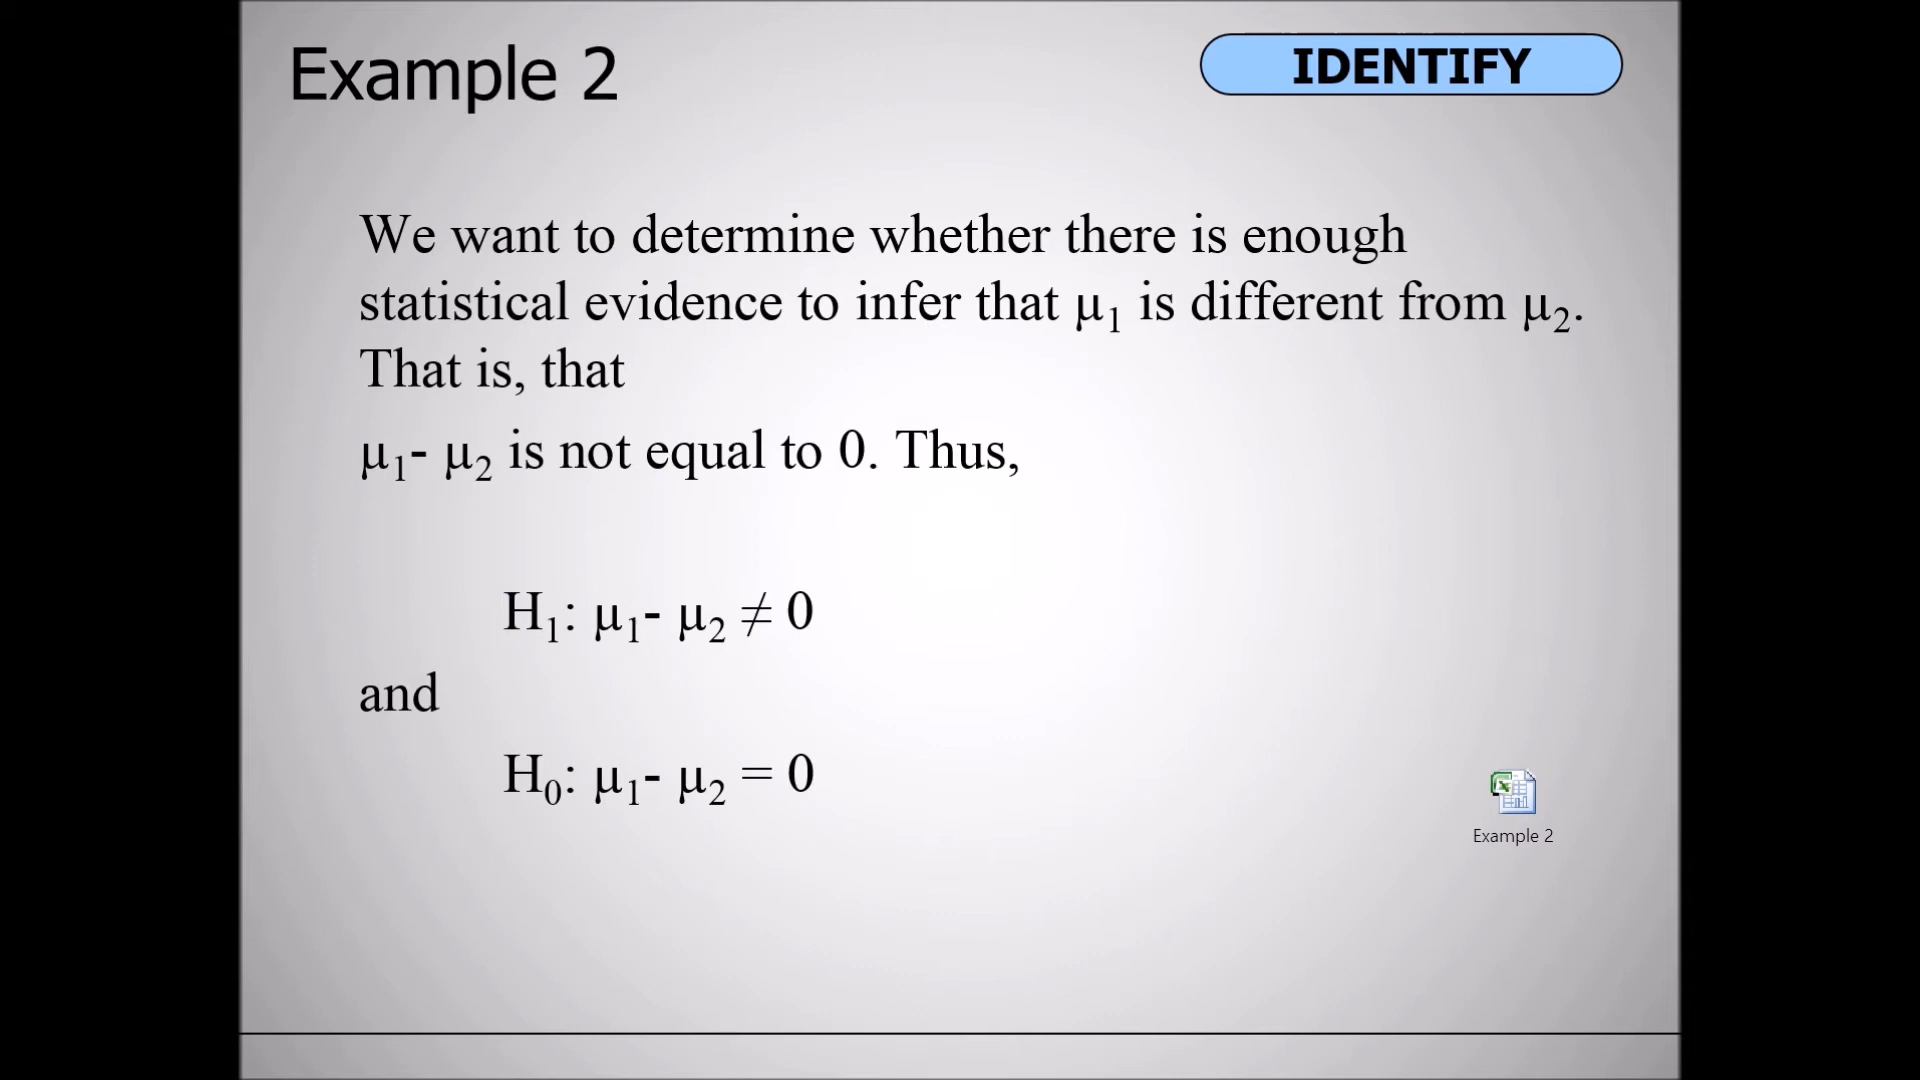 Example 2
IDENTIFY
We want to determine whether there is enough
statistical evidence to infer that μ₁ is different from μ₂.
That is, that
μ₁- μ₂ is not equal to 0. Thus,
H₁: μ₁- μ₂ ≠ 0
and
H₀: μ₁- μ₂ = 0
Example 2